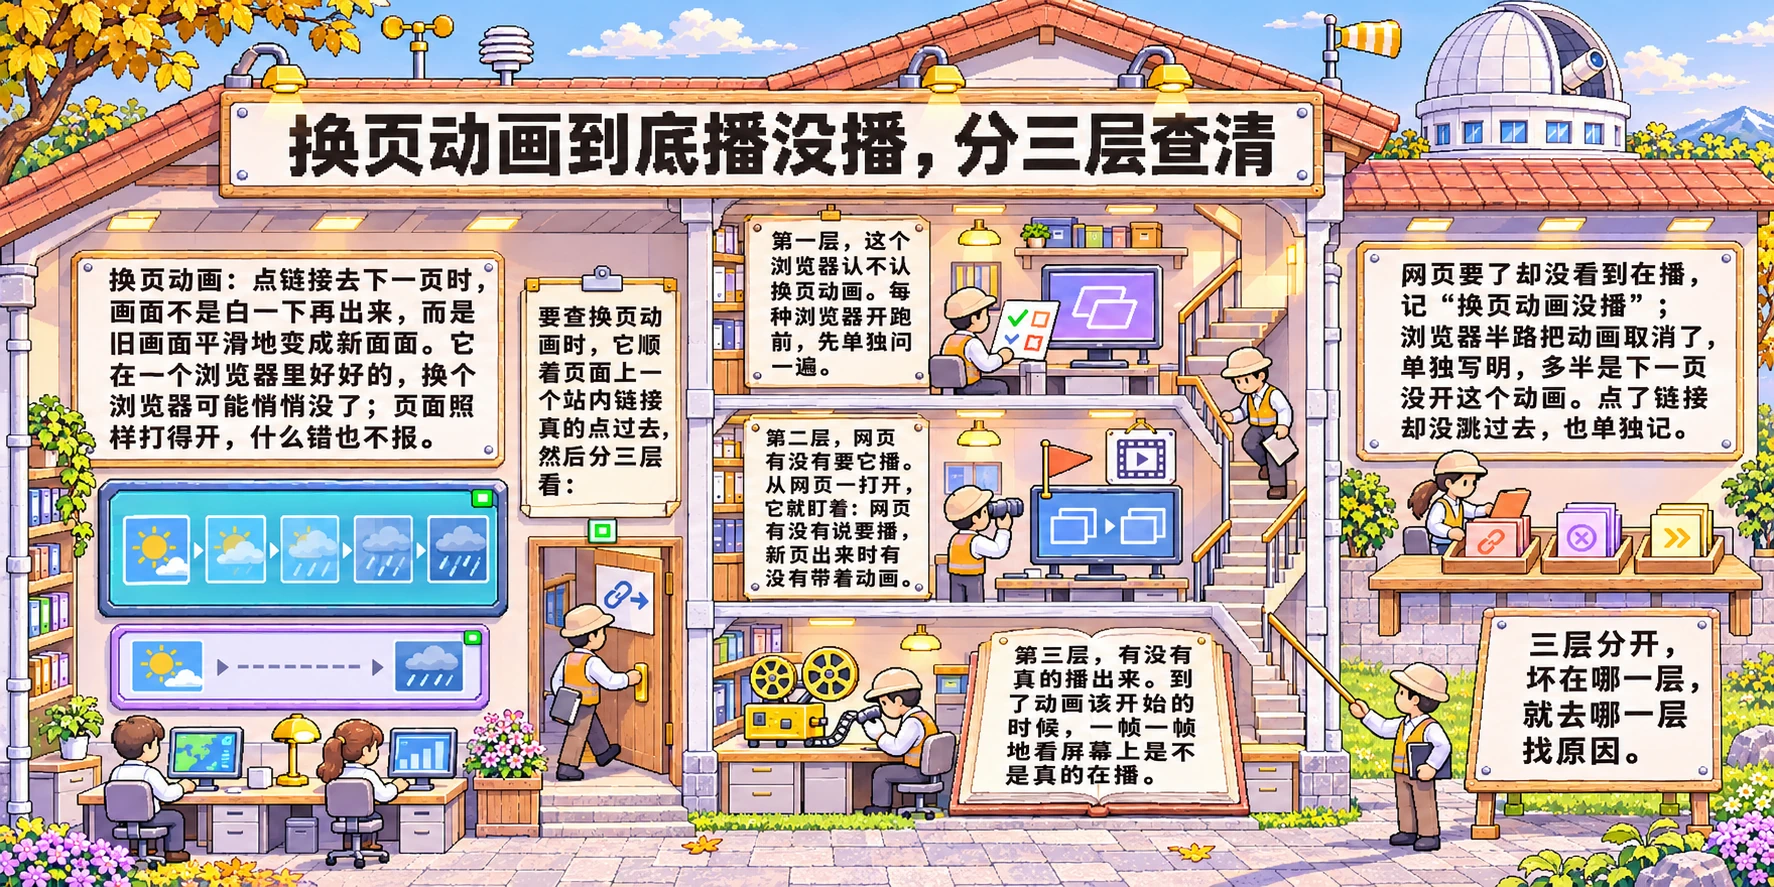 换页动画到底播没播，分三层查清
换页动画：点链接去下一页时，
画面不是白一下再出来，而是
旧画面平滑地变成新面面。它
在一个浏览器里好好的，换个
浏览器可能悄悄没了；页面照
样打得开，什么错也不报。
要查换页动
画时，它顺
着页面上一
个站内链接
真的点过去，
然后分三层
看：
第一层，这个
浏览器认不认
换页动画。每
种浏览器开跑
前，先单独问
一遍。
第二层，网页
有没有要它播。
从网页一打开，
它就盯着：网页
有没有说要播，
新页出来时有
没有带着动画。
第三层，有没有
真的播出来。到
了动画该开始的
时候，一帧一帧
地看屏幕上是不
是真的在播。
网页要了却没看到在播，
记“换页动画没播”；
浏览器半路把动画取消了，
单独写明，多半是下一页
没开这个动画。点了链接
却没跳过去，也单独记。
三层分开，
坏在哪一层，
就去哪一层
找原因。